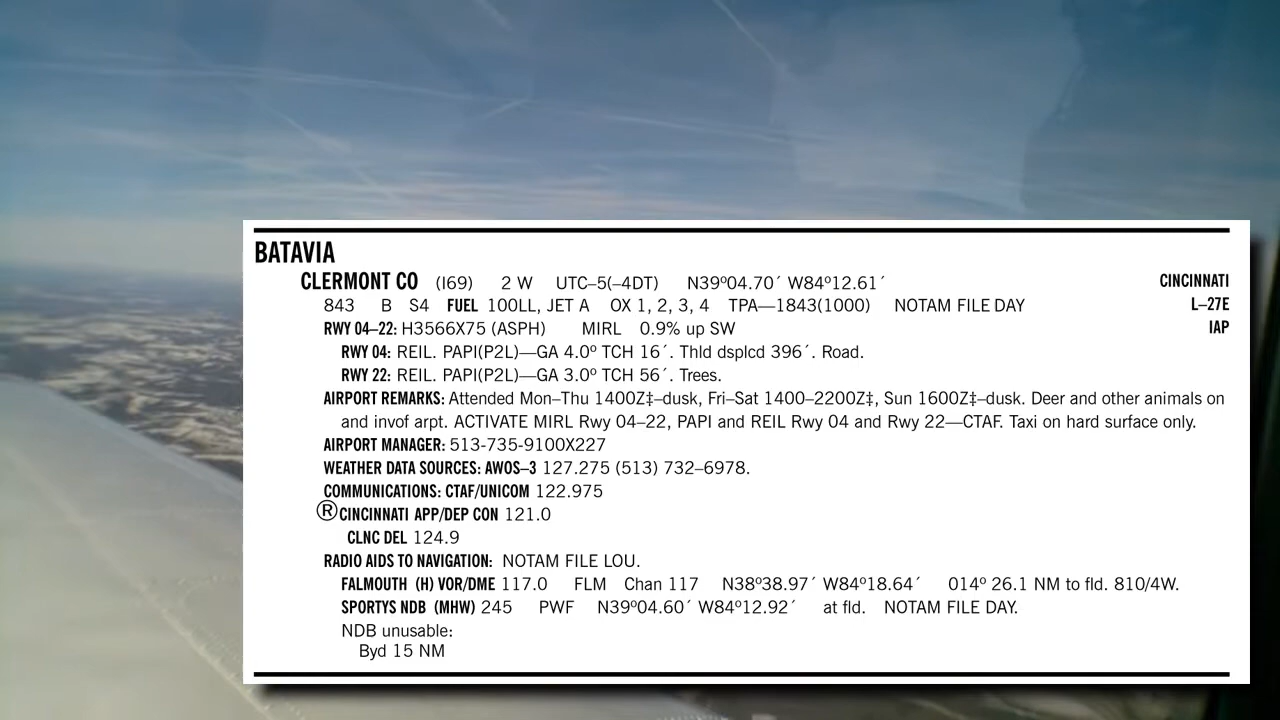 BATAVIA
CLERMONT CO (I69) 2 W UTC–5(–4DT) N39º04.70´ W84º12.61´ CINCINNATI
843 B S4 FUEL 100LL, JET A OX 1, 2, 3, 4 TPA—1843(1000) NOTAM FILE DAY L–27E
RWY 04–22: H3566X75 (ASPH) MIRL 0.9% up SW IAP
RWY 04: REIL. PAPI(P2L)—GA 4.0º TCH 16´. Thld dsplcd 396´. Road.
RWY 22: REIL. PAPI(P2L)—GA 3.0º TCH 56´. Trees.
AIRPORT REMARKS: Attended Mon–Thu 1400Z‡–dusk, Fri–Sat 1400–2200Z‡, Sun 1600Z‡–dusk. Deer and other animals on
and invof arpt. ACTIVATE MIRL Rwy 04–22, PAPI and REIL Rwy 04 and Rwy 22—CTAF. Taxi on hard surface only.
AIRPORT MANAGER: 513-735-9100X227
WEATHER DATA SOURCES: AWOS–3 127.275 (513) 732–6978.
COMMUNICATIONS: CTAF/UNICOM 122.975
®CINCINNATI APP/DEP CON 121.0
CLNC DEL 124.9
RADIO AIDS TO NAVIGATION: NOTAM FILE LOU.
FALMOUTH (H) VOR/DME 117.0 FLM Chan 117 N38º38.97´ W84º18.64´ 014º 26.1 NM to fld. 810/4W.
SPORTYS NDB (MHW) 245 PWF N39º04.60´ W84º12.92´ at fld. NOTAM FILE DAY.
NDB unusable:
Byd 15 NM